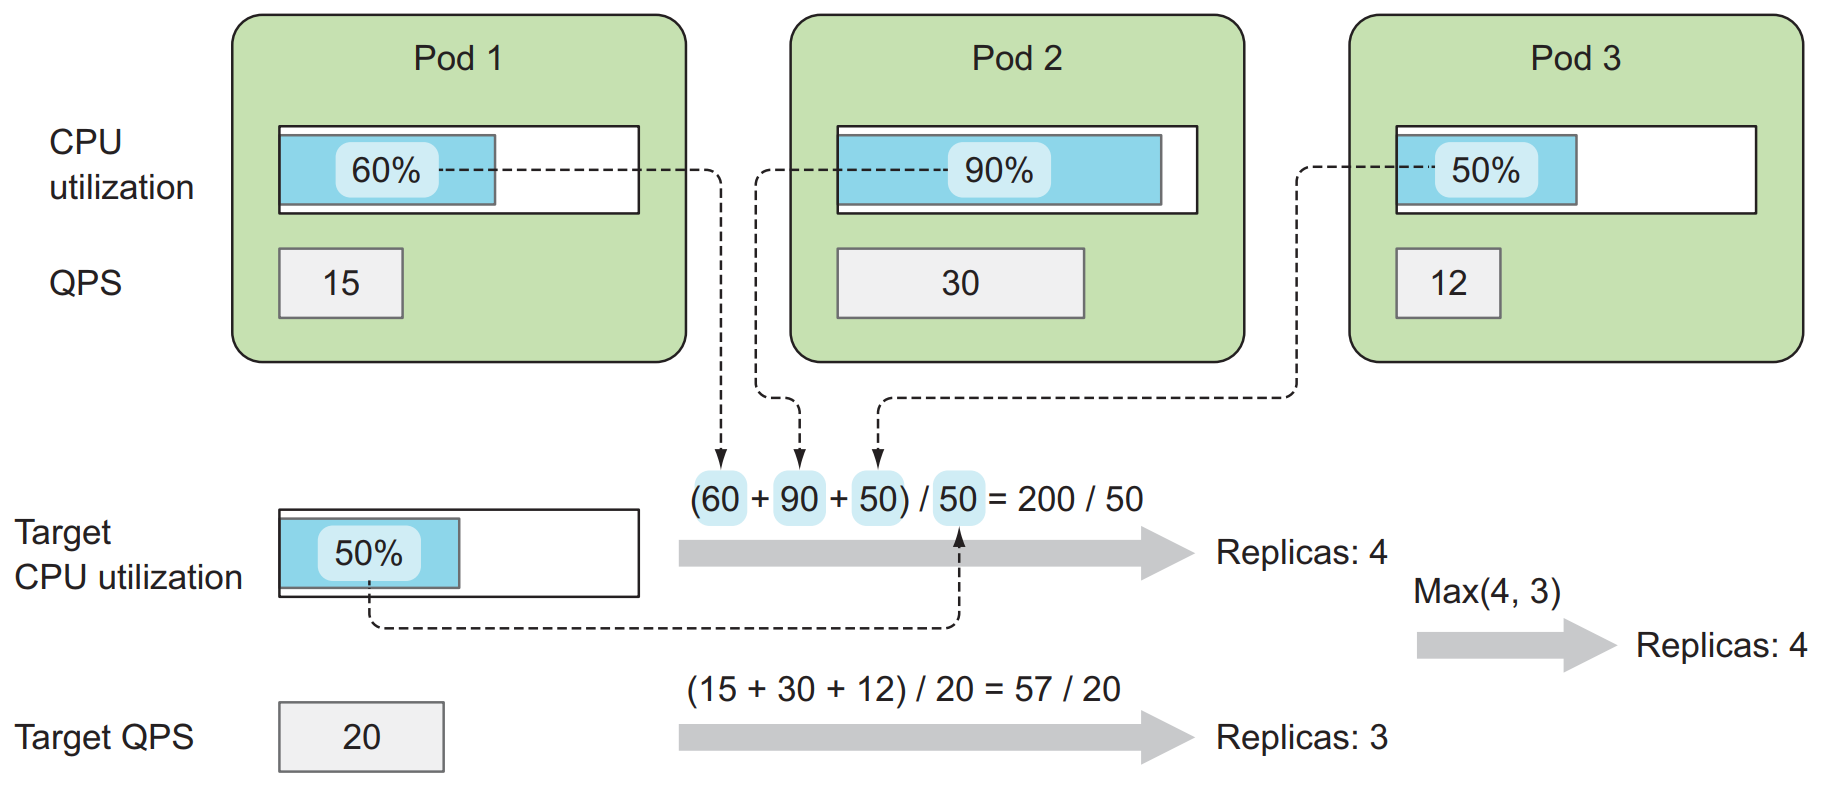 Pod 1
Pod 2
Pod 3
CPU
utilization
60%
90%
50%
QPS
15
30
12
(60 + 90 + 50) / 50 = 200 / 50
Target
CPU utilization
50%
Replicas: 4
Max(4, 3)
Replicas: 4
(15 + 30 + 12) / 20 = 57 / 20
Target QPS
20
Replicas: 3